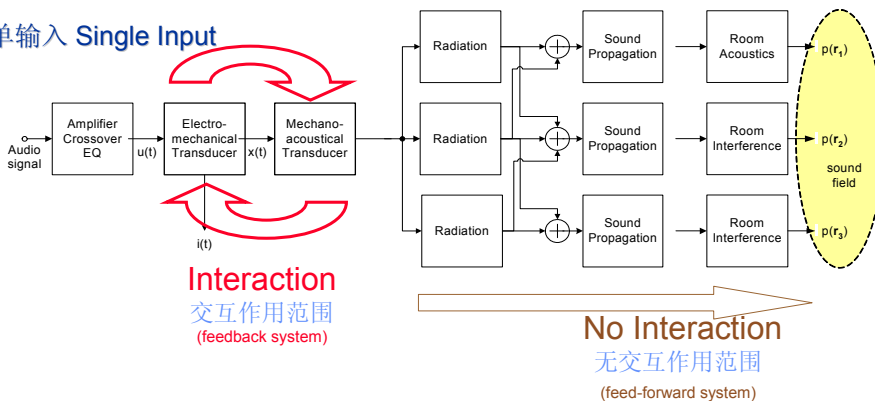 单输入 Single Input
Audio
signal
Amplifier
Crossover
EQ
u(t)
Electro-
mechanical
Transducer
x(t)
Mechano-
acoustical
Transducer
i(t)
Interaction
交互作用范围
(feedback system)
Radiation
Sound
Propagation
Room
Acoustics
p(r1)
Radiation
Sound
Propagation
Room
Interference
p(r2)
sound
field
Radiation
Sound
Propagation
Room
Interference
p(r3)
No Interaction
无交互作用范围
(feed-forward system)